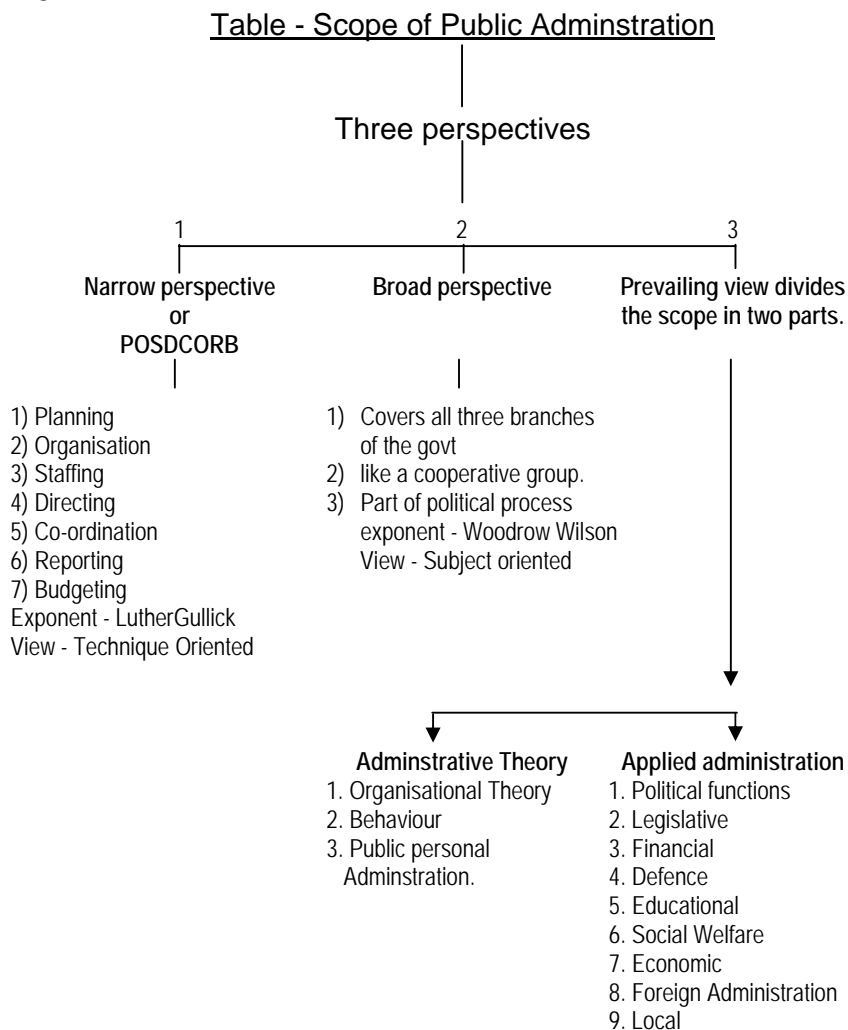 Table - Scope of Public Adminstration
Three perspectives
1
2
3
Narrow perspective
or
POSDCORB
Broad perspective
Prevailing view divides
the scope in two parts.
1) Planning
2) Organisation
3) Staffing
4) Directing
5) Co-ordination
6) Reporting
7) Budgeting
Exponent - LutherGullick
View - Technique Oriented
1) Covers all three branches
of the govt
2) like a cooperative group.
3) Part of political process
exponent - Woodrow Wilson
View - Subject oriented
Adminstrative Theory
1. Organisational Theory
2. Behaviour
3. Public personal
Adminstration.
Applied administration
1. Political functions
2. Legislative
3. Financial
4. Defence
5. Educational
6. Social Welfare
7. Economic
8. Foreign Administration
9. Local